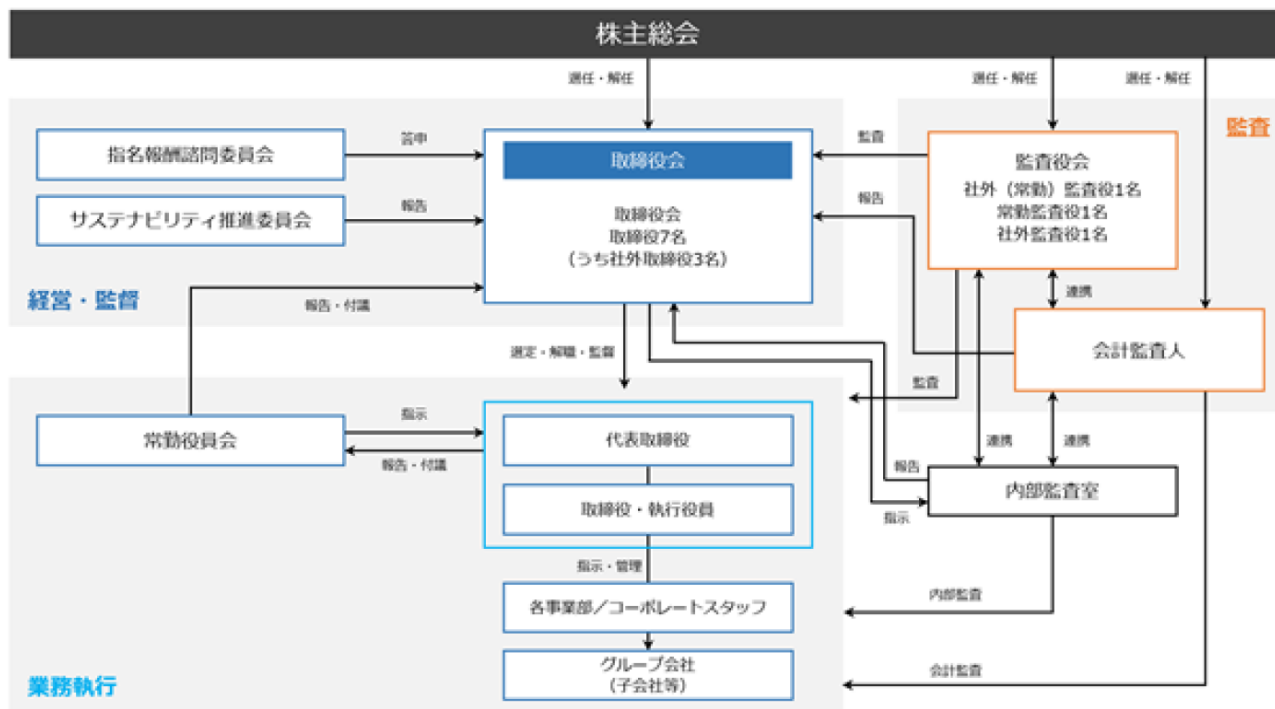 株主総会
選任・解任
選任・解任
選任・解任
監査
指名報酬諮問委員会
答申
取締役会
監査
監査役会
社外（常勤）監査役1名
常勤監査役1名
社外監査役1名
サステナビリティ推進委員会
報告
取締役会
取締役7名
（うち社外取締役3名）
報告
経営・監督
報告・付議
連携
選定・解職・監督
会計監査人
監査
常勤役員会
指示
報告・付議
代表取締役
連携
連携
報告
内部監査室
取締役・執行役員
指示
指示・管理
各事業部／コーポレートスタッフ
内部監査
グループ会社
（子会社等）
会計監査
業務執行